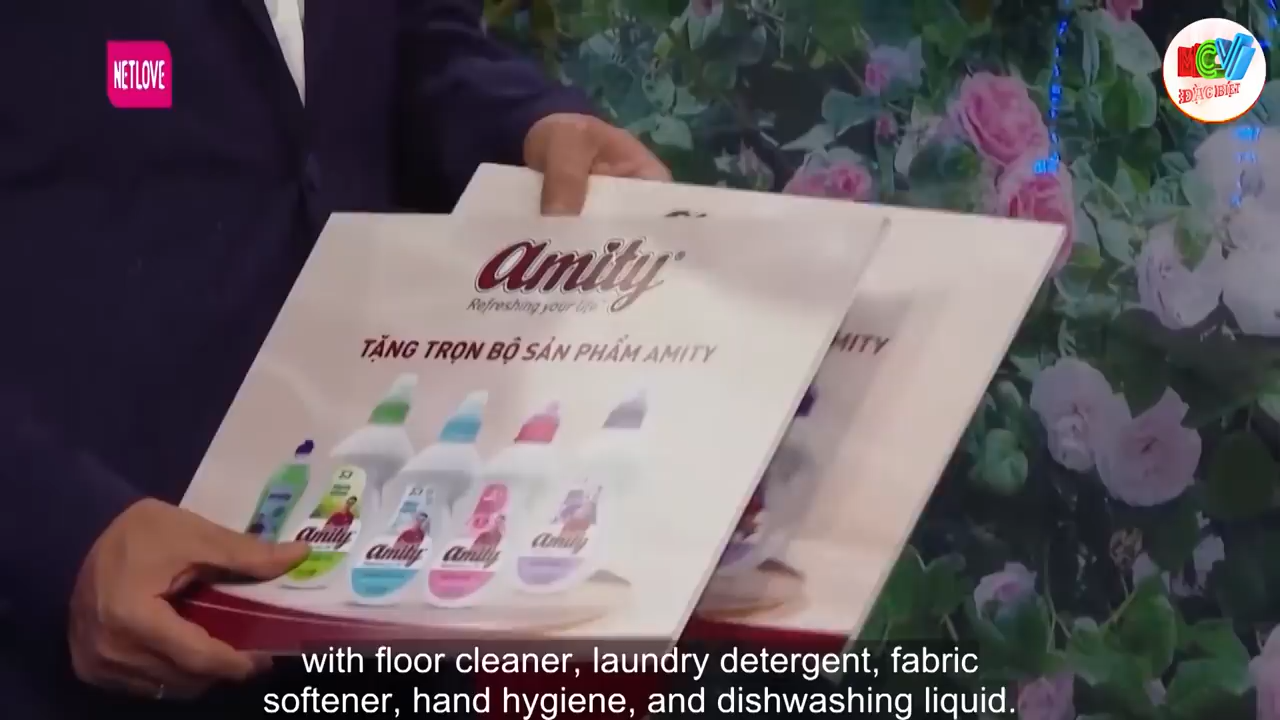 NETLOVE
MCV
ĐẶC BIỆT
amity
Refreshing your life
TẶNG TRỌN BỘ SẢN PHẨM AMITY
MITY
amity
amity
amity
amity
with floor cleaner, laundry detergent, fabric
softener, hand hygiene, and dishwashing liquid.